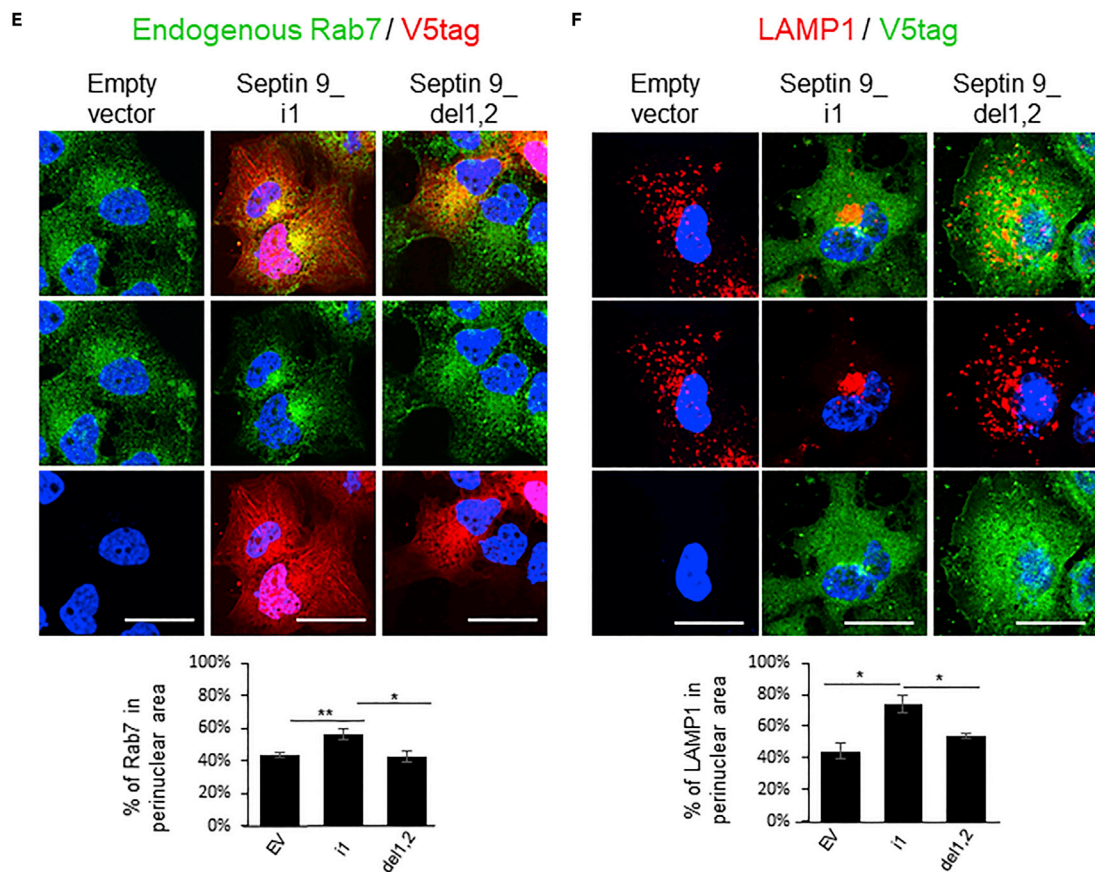 E
Endogenous Rab7 / V5tag
Empty vector
Septin 9_ i1
Septin 9_ del1,2
% of Rab7 in
perinuclear area
100%
80%
60%
40%
20%
0%
**
*
EV
i1
del1,2
F
LAMP1 / V5tag
Empty vector
Septin 9_ i1
Septin 9_ del1,2
% of LAMP1 in
perinuclear area
100%
80%
60%
40%
20%
0%
*
*
EV
i1
del1,2